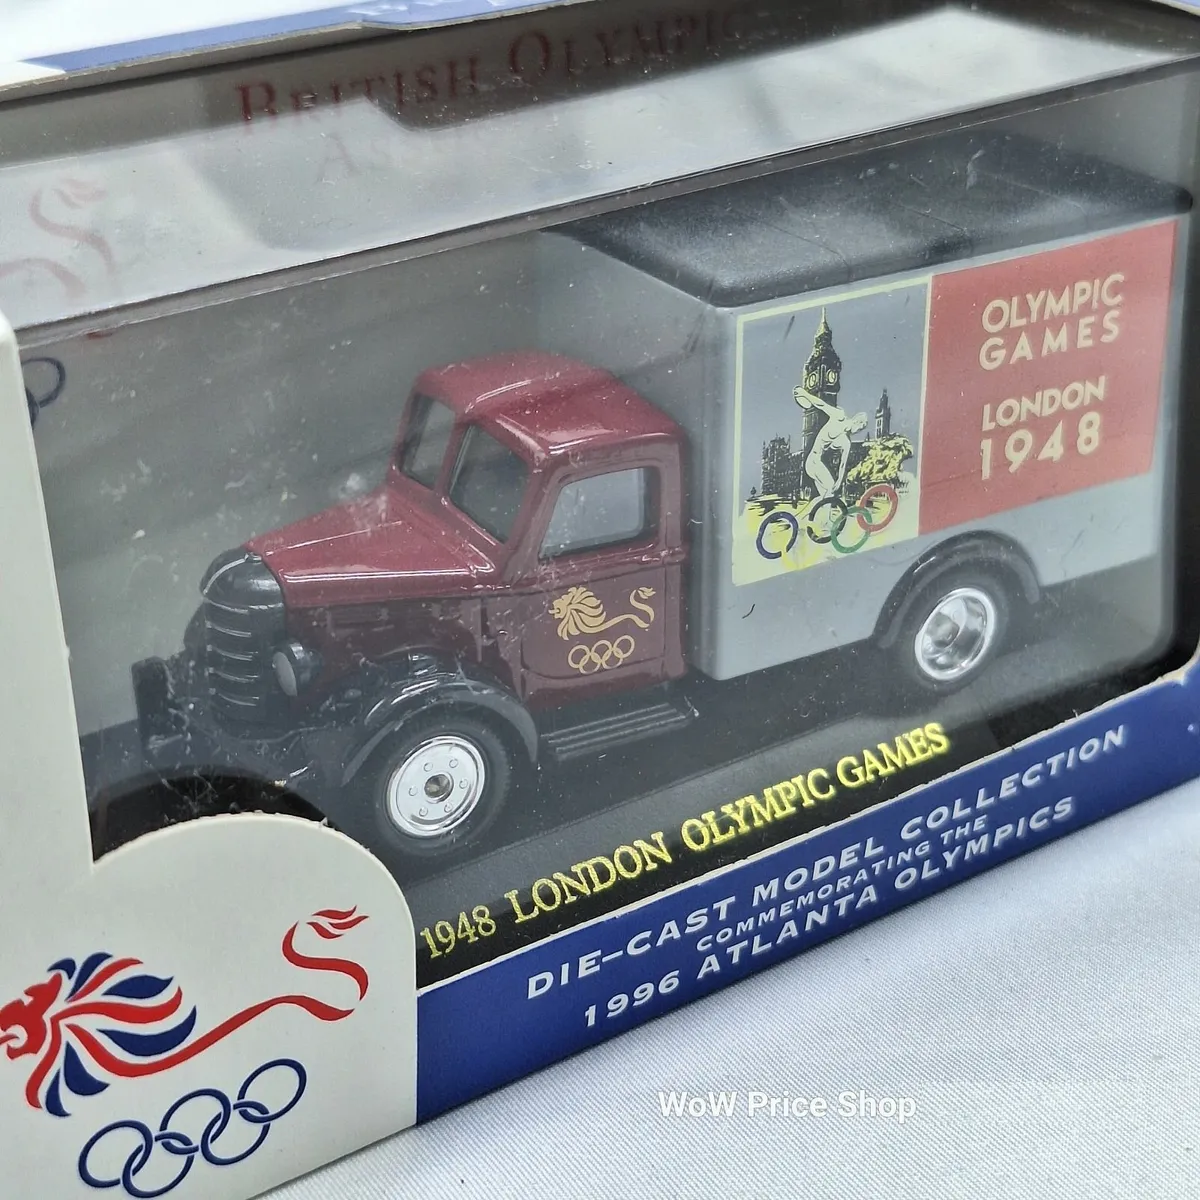 BRITISH OLYMPIC
OLYMPIC
GAMES
LONDON
1948
1948 LONDON OLYMPIC GAMES
DIE-CAST MODEL COLLECTION
COMMEMORATING THE
1996 ATLANTA OLYMPICS
WoW Price Shop